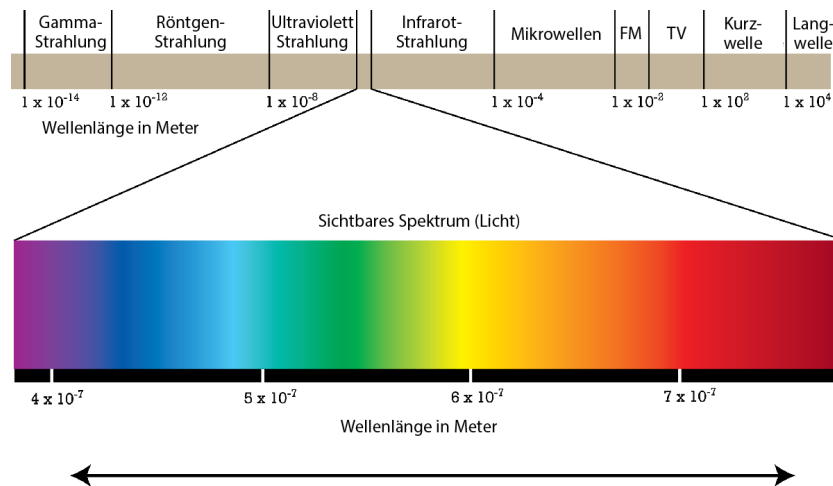 Gamma-
Strahlung
Röntgen-
Strahlung
Ultraviolett
Strahlung
Infrarot-
Strahlung
Mikrowellen
FM
TV
Kurz-
welle
Lang-
welle
1 x 10⁻¹⁴
1 x 10⁻¹²
1 x 10⁻⁸
1 x 10⁻⁴
1 x 10⁻²
1 x 10²
1 x 10⁴
Wellenlänge in Meter
Sichtbares Spektrum (Licht)
4 x 10⁻⁷
5 x 10⁻⁷
6 x 10⁻⁷
7 x 10⁻⁷
Wellenlänge in Meter